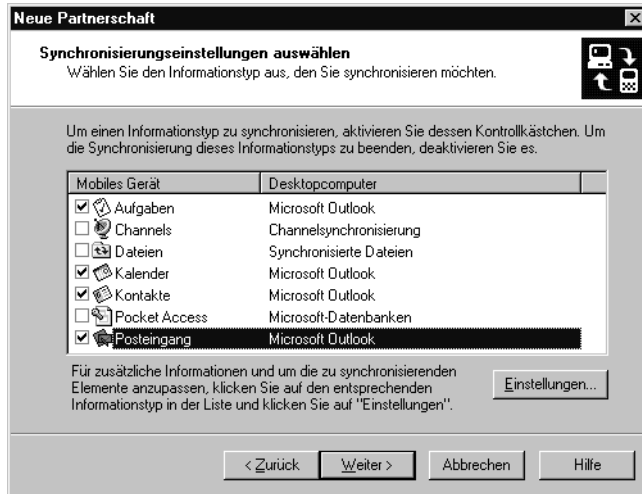 Neue Partnerschaft
Synchronisierungseinstellungen auswählen
Wählen Sie den Informationstyp aus, den Sie synchronisieren möchten.
Um einen Informationstyp zu synchronisieren, aktivieren Sie dessen Kontrollkästchen. Um
die Synchronisierung dieses Informationstyps zu beenden, deaktivieren Sie es.
Mobiles Gerät Desktopcomputer
Aufgaben Microsoft Outlook
Channels Channelsynchronisierung
Dateien Synchronisierte Dateien
Kalender Microsoft Outlook
Kontakte Microsoft Outlook
Pocket Access Microsoft-Datenbanken
Posteingang Microsoft Outlook
Für zusätzliche Informationen und um die zu synchronisierenden
Elemente anzupassen, klicken Sie auf den entsprechenden
Informationstyp in der Liste und klicken Sie auf "Einstellungen".
Einstellungen...
< Zurück Weiter > Abbrechen Hilfe